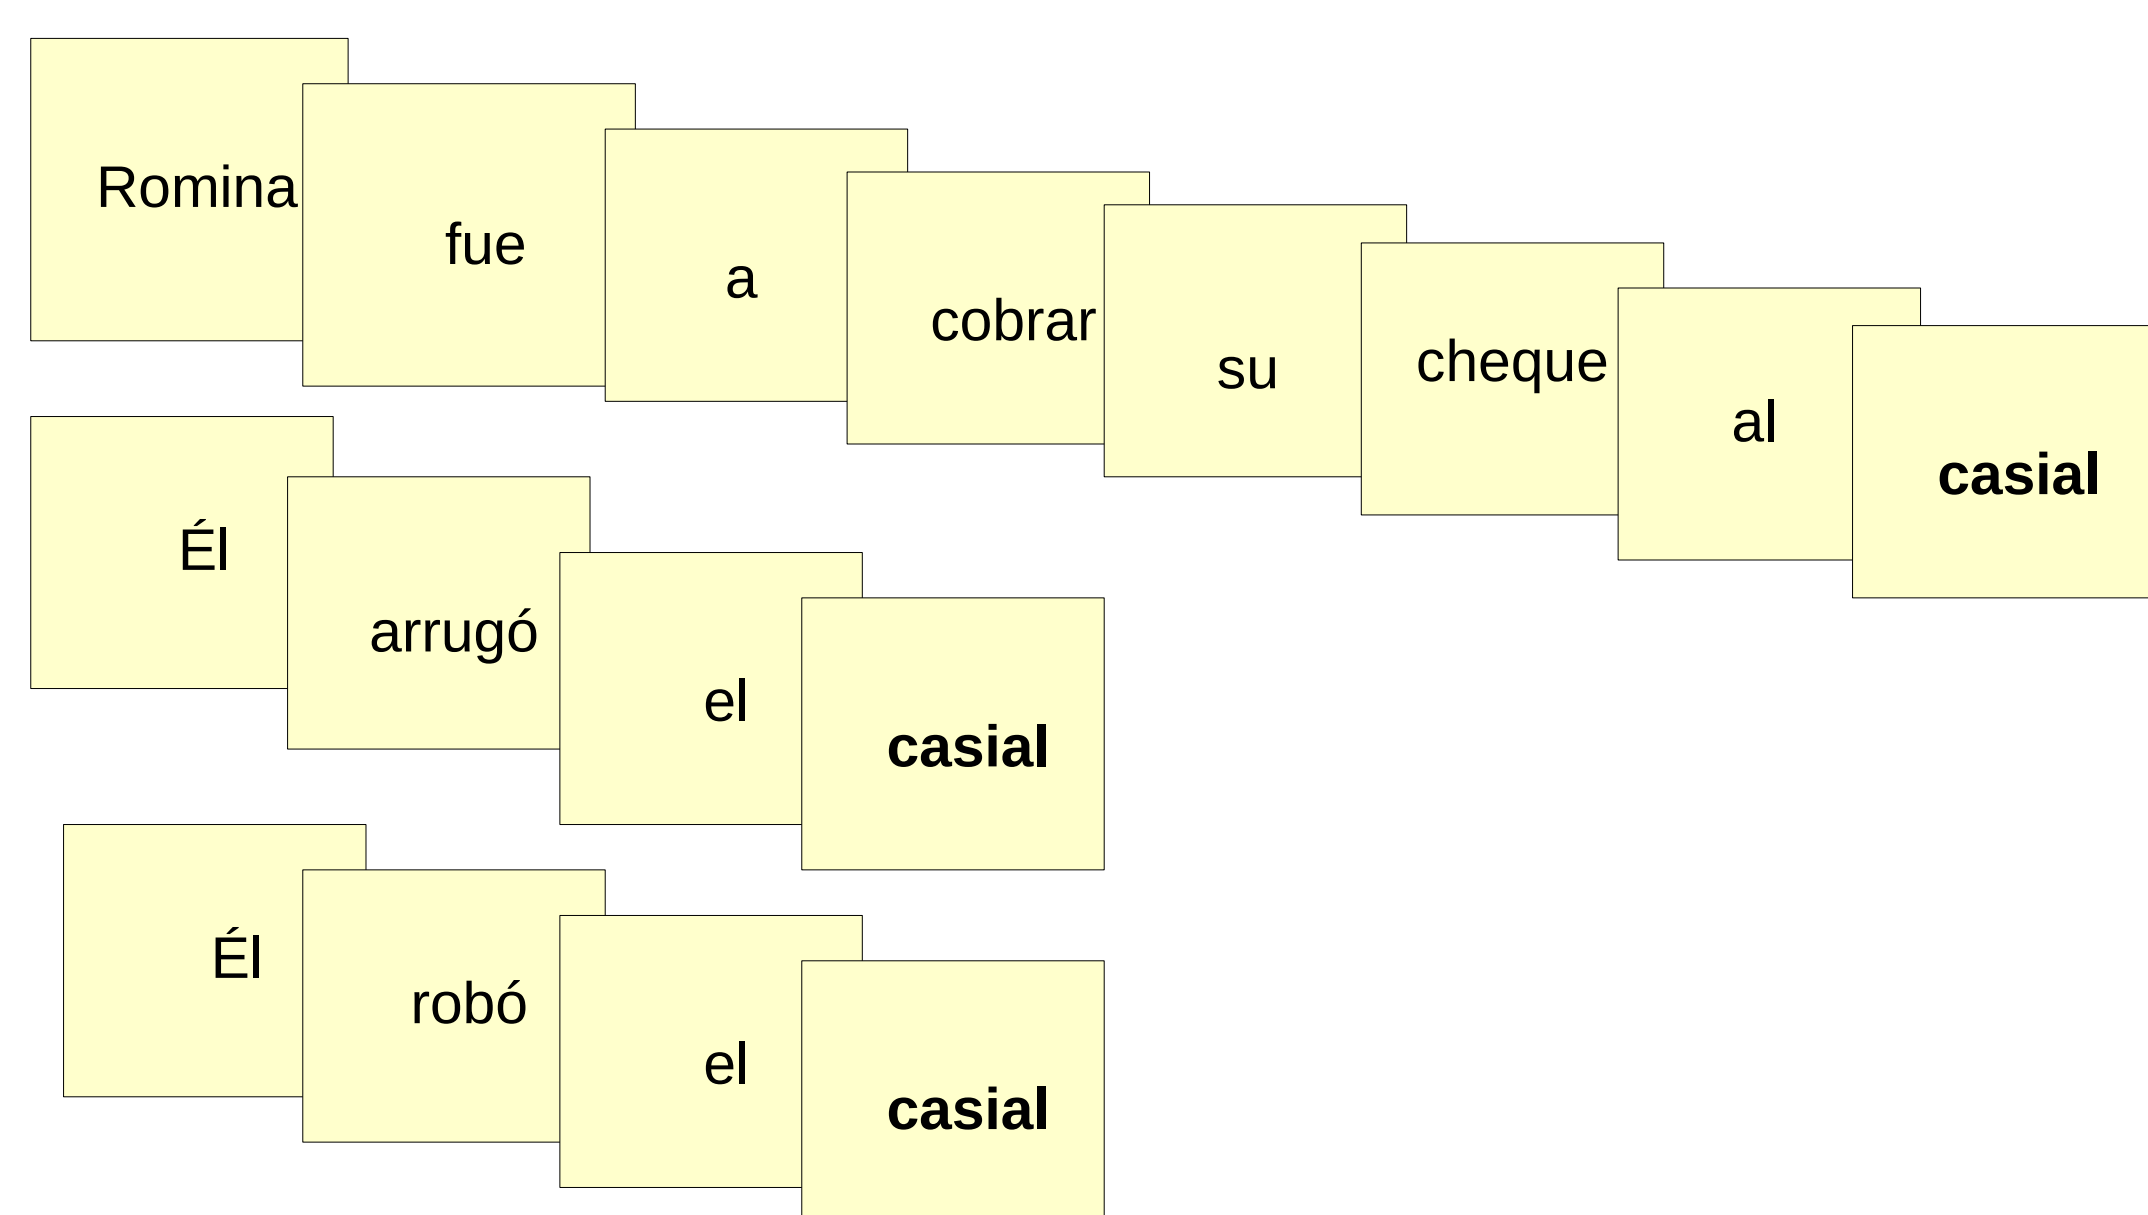 Romina fue a cobrar su cheque al casial
Él arrugó el casial
Él robó el casial